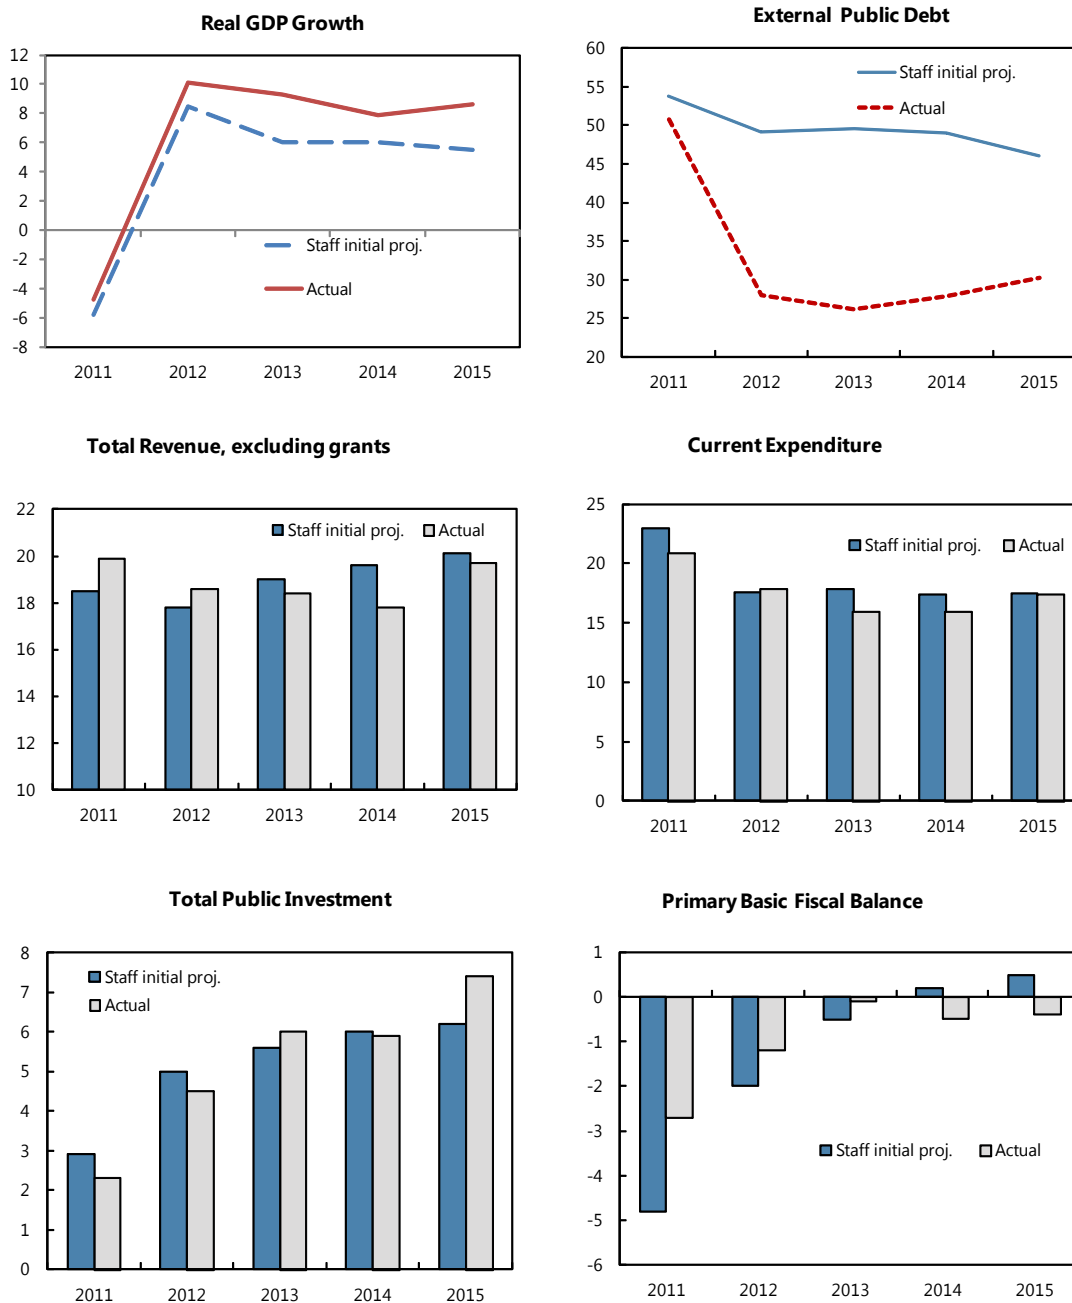 Real GDP Growth
12
10
8
6
4
2
0
-2
-4
-6
-8
Staff initial proj.
Actual
2011 2012 2013 2014 2015
External Public Debt
60
55
50
45
40
35
30
25
20
Staff initial proj.
Actual
2011 2012 2013 2014 2015
Total Revenue, excluding grants
22
20
18
16
14
12
10
Staff initial proj. Actual
2011 2012 2013 2014 2015
Current Expenditure
25
20
15
10
5
0
Staff initial proj. Actual
2011 2012 2013 2014 2015
Total Public Investment
8
7
6
5
4
3
2
1
0
Staff initial proj.
Actual
2011 2012 2013 2014 2015
Primary Basic Fiscal Balance
1
0
-1
-2
-3
-4
-5
-6
Staff initial proj. Actual
2011 2012 2013 2014 2015